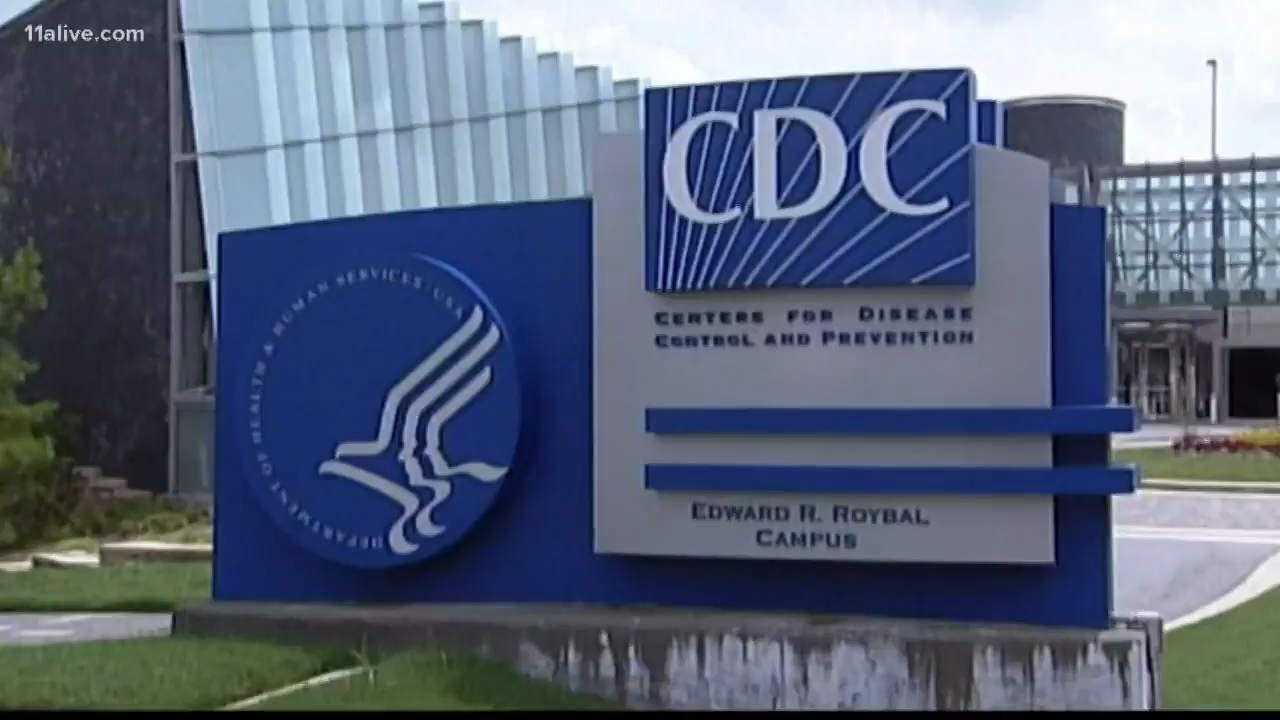 11alive.com
CDC
CENTERS FOR DISEASE
CONTROL AND PREVENTION
DEPARTMENT OF HEALTH & HUMAN SERVICES. USA
EDWARD R. ROYBAL
CAMPUS